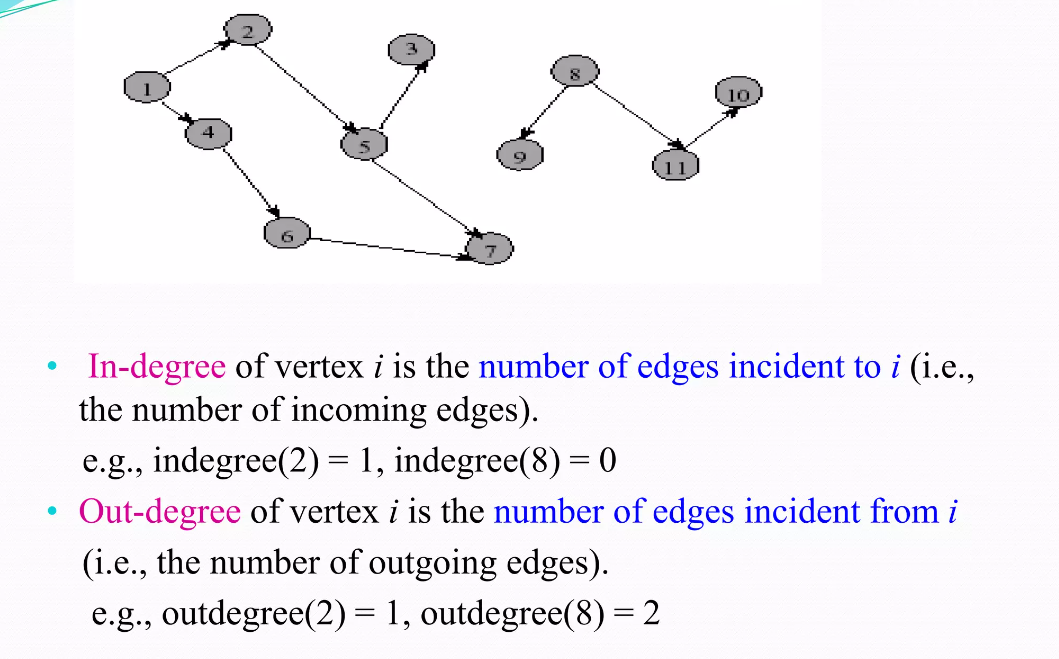 2
3
1
8
10
4
5
9
11
6
7
• In-degree of vertex i is the number of edges incident to i (i.e.,
the number of incoming edges).
e.g., indegree(2) = 1, indegree(8) = 0
• Out-degree of vertex i is the number of edges incident from i
(i.e., the number of outgoing edges).
e.g., outdegree(2) = 1, outdegree(8) = 2